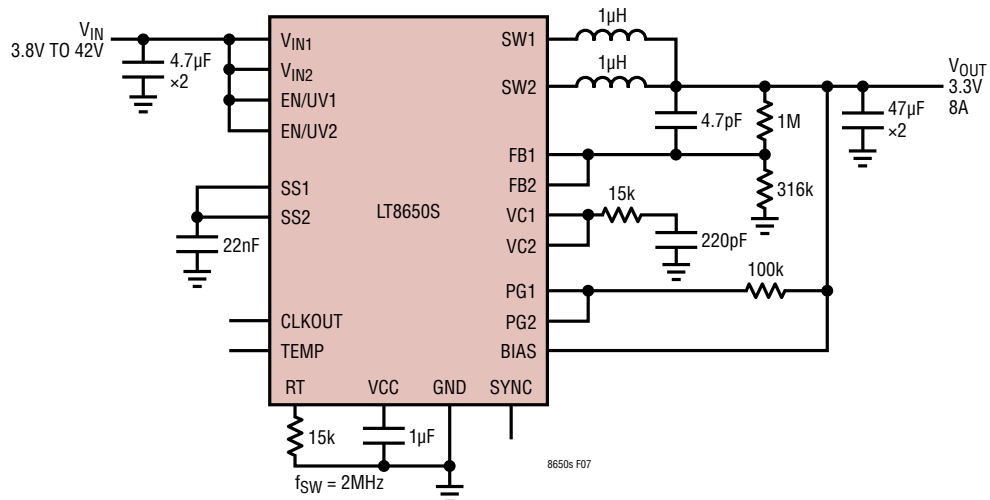 1µH
VIN
3.8V TO 42V
4.7µF
×2
VIN1
VIN2
EN/UV1
EN/UV2
SW1
1µH
SW2
VOUT
3.3V
8A
4.7pF
1M
47µF
×2
FB1
FB2
316k
SS1
SS2
LT8650S
15k
VC1
VC2
22nF
220pF
100k
PG1
PG2
CLKOUT
TEMP
BIAS
RT
VCC
GND
SYNC
15k
1µF
8650s F07
fSW = 2MHz